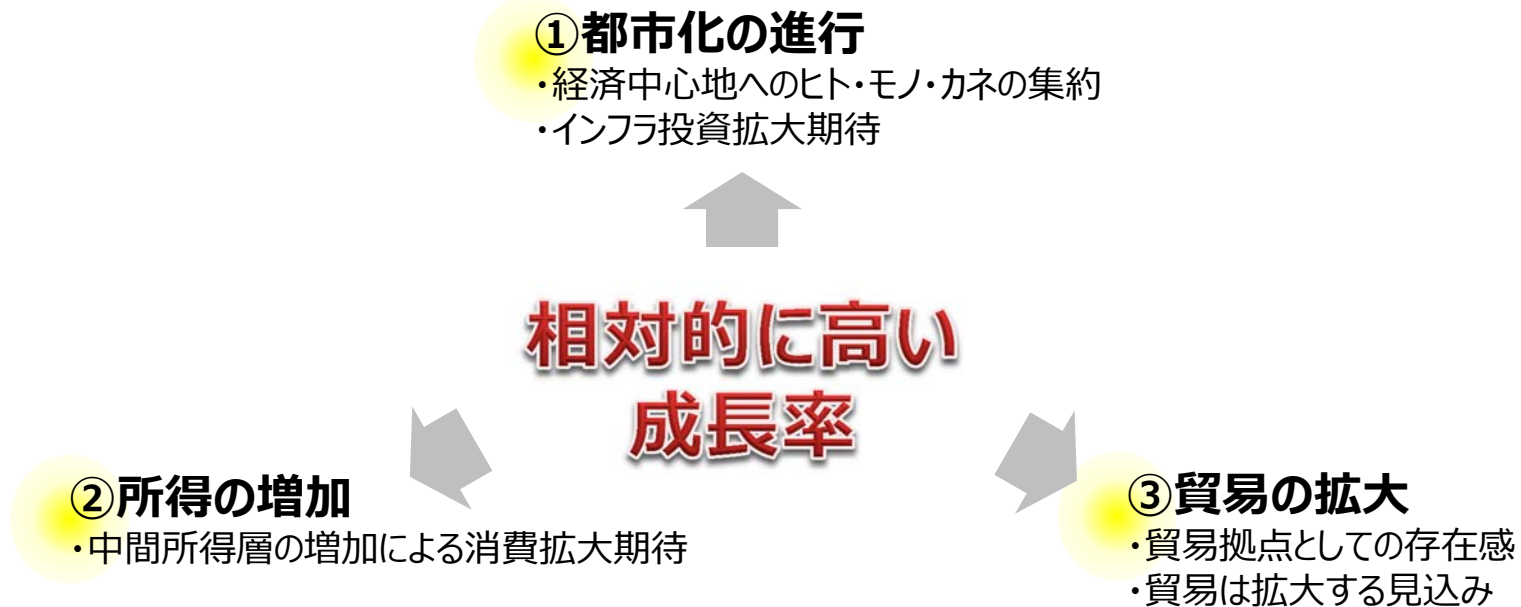 ①都市化の進行
・経済中心地へのヒト・モノ・カネの集約
・インフラ投資拡大期待
相対的に高い
成長率
②所得の増加
・中間所得層の増加による消費拡大期待
③貿易の拡大
・貿易拠点としての存在感
・貿易は拡大する見込み